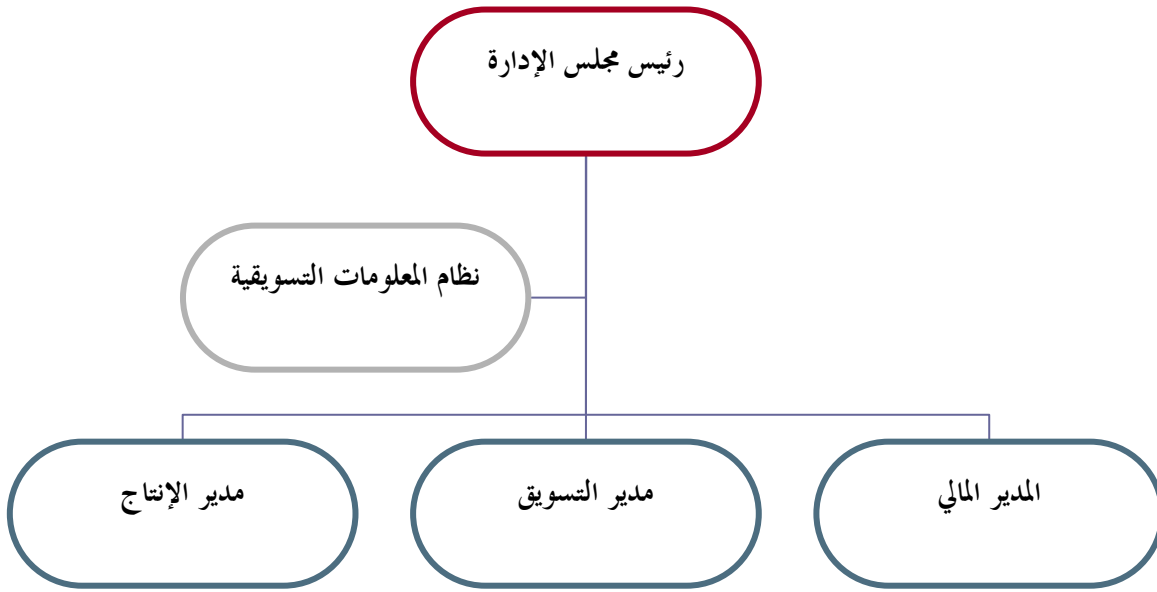 رئيس مجلس الإدارة
نظام المعلومات التسويقية
المدير المالي
مدير التسويق
مدير الإنتاج